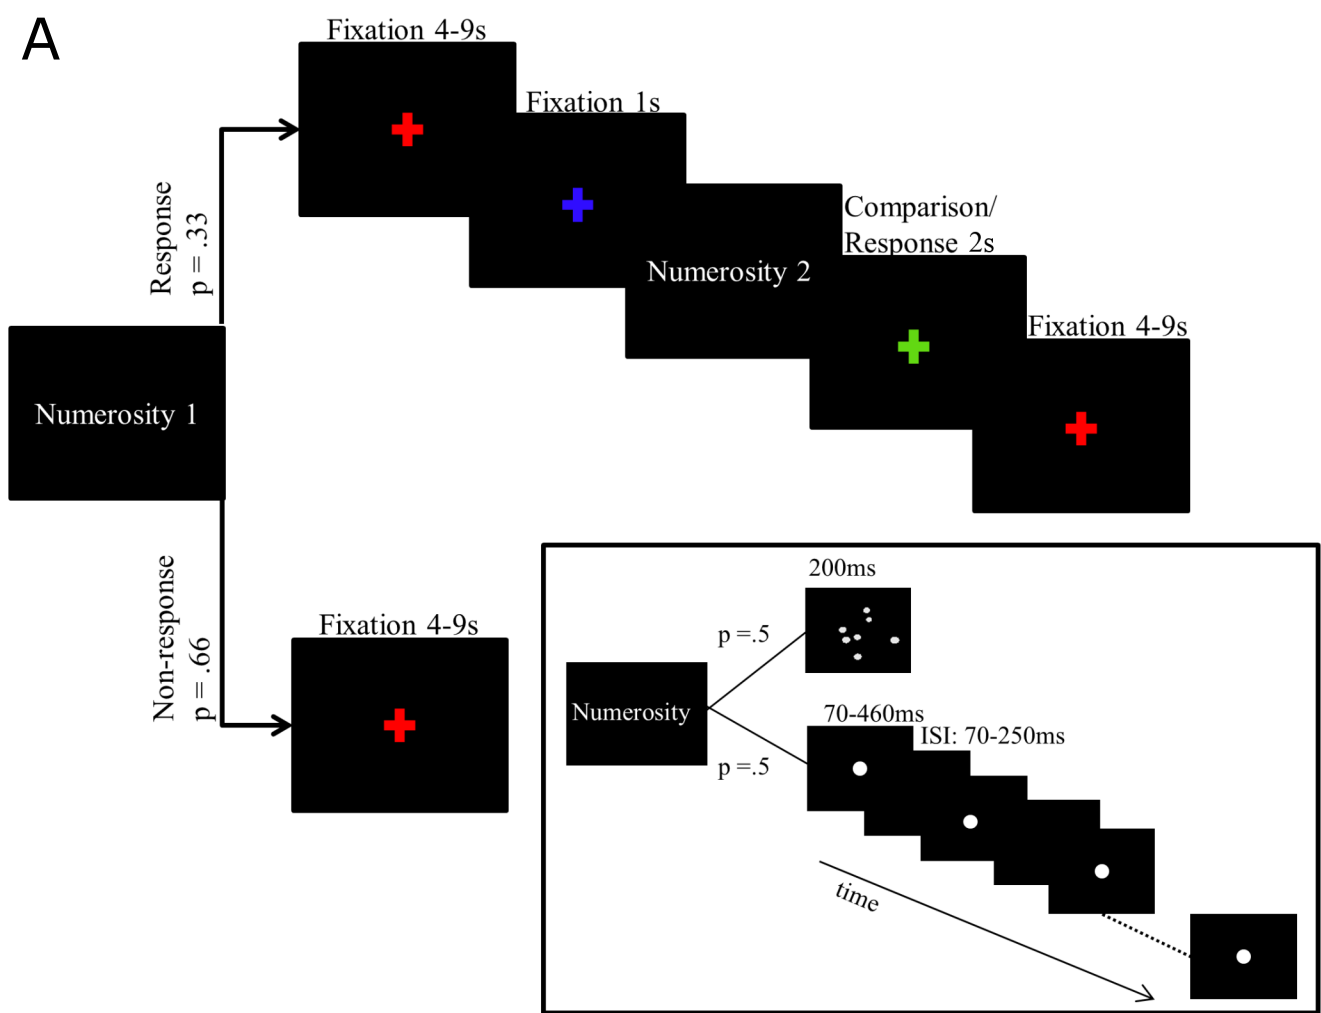 A
Fixation 4-9s
Fixation 1s
Numerosity 2
Comparison/
Response 2s
Fixation 4-9s
Response
p = .33
Numerosity 1
Non-response
p = .66
Fixation 4-9s
Numerosity
p =.5
200ms
p =.5
70-460ms
ISI: 70-250ms
time